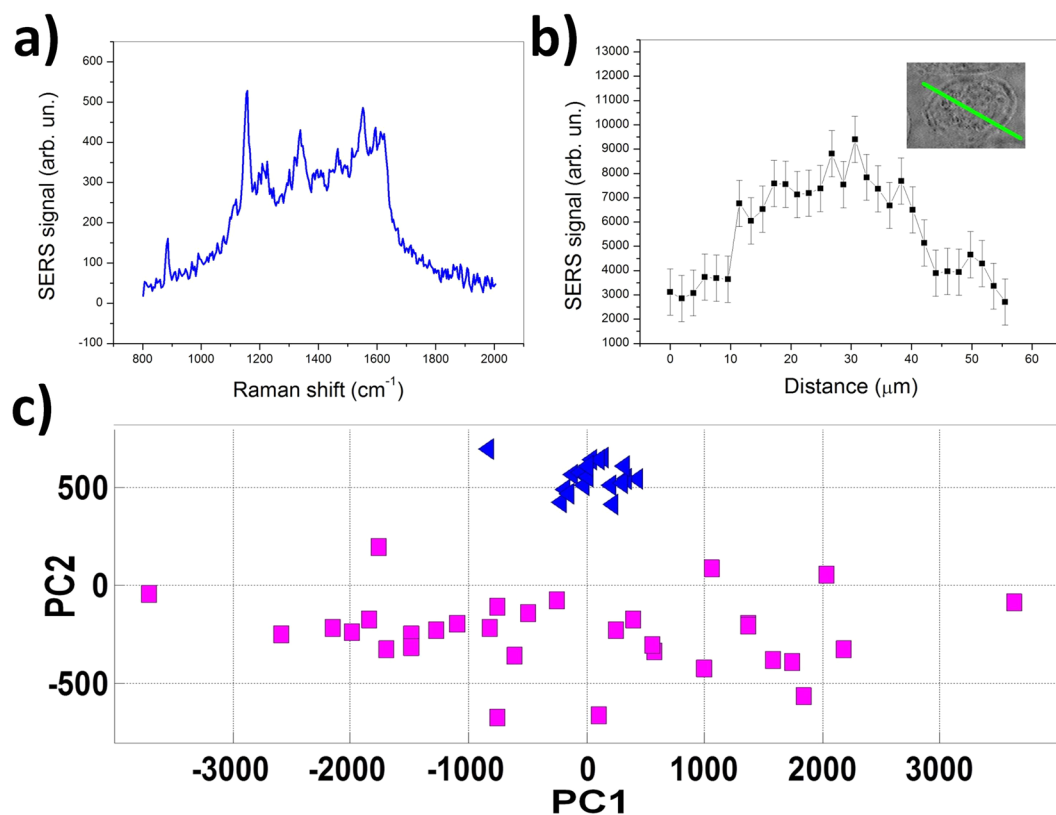 a)
600
500
400
300
200
100
0
-100
SERS signal (arb. un.)
800 1000 1200 1400 1600 1800 2000
Raman shift (cm⁻¹)
b)
13000
12000
11000
10000
9000
8000
7000
6000
5000
4000
3000
2000
1000
SERS signal (arb. un.)
0 10 20 30 40 50 60
Distance (μm)
c)
500
0
-500
PC2
-3000 -2000 -1000 0 1000 2000 3000
PC1